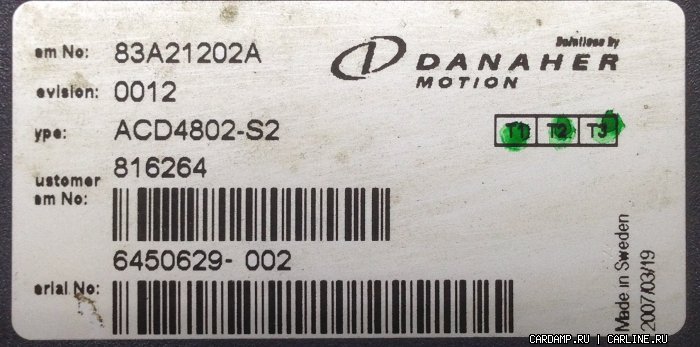 em No: 83A21202A
Solutions by
DANAHER
MOTION
evision: 0012
ype: ACD4802-S2
T1 T2 T3
816264
ustomer
em No:
6450629- 002
erial No:
Made in Sweden
2007/03/19
CARDAMP.RU | CARLINE.RU